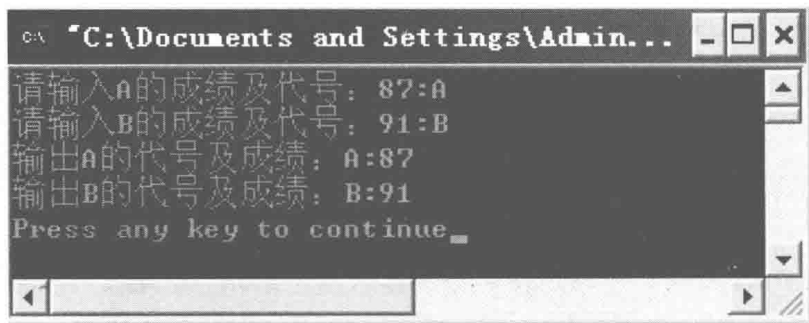 "C:\Documents and Settings\Admin...
请输入A的成绩及代号：87:A
请输入B的成绩及代号：91:B
输出A的代号及成绩：A:87
输出B的代号及成绩：B:91
Press any key to continue